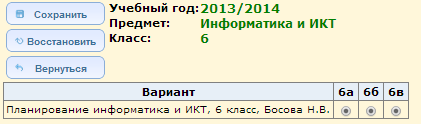 Сохранить
Восстановить
Вернуться
Учебный год: 2013/2014
Предмет: Информатика и ИКТ
Класс: 6
Вариант 6а 6б 6в
Планирование информатика и ИКТ, 6 класс, Босова Н.В.